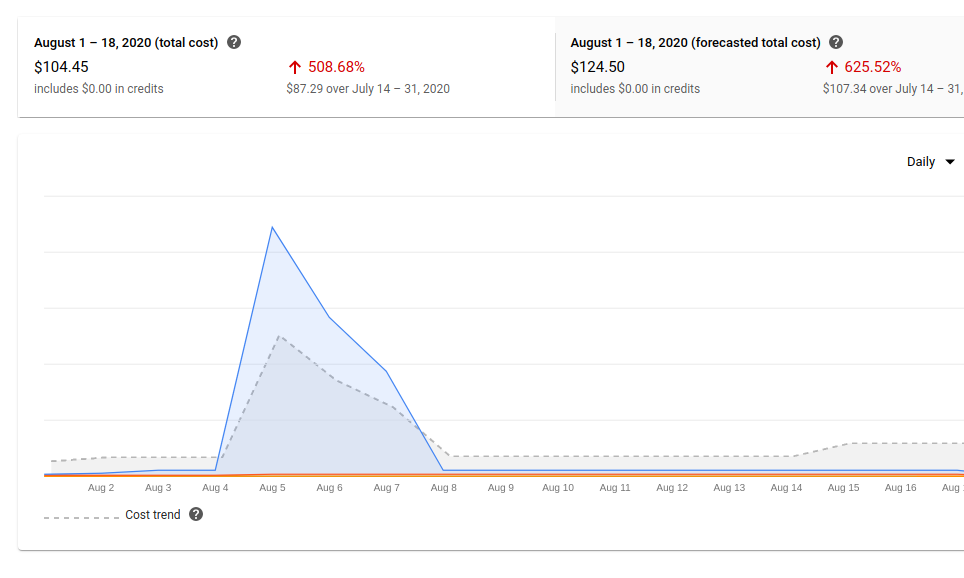 August 1 – 18, 2020 (total cost) ?
$104.45
508.68%
includes $0.00 in credits
$87.29 over July 14 – 31, 2020
August 1 – 18, 2020 (forecasted total cost) ?
$124.50
625.52%
includes $0.00 in credits
$107.34 over July 14 – 31,
Daily
Aug 2 Aug 3 Aug 4 Aug 5 Aug 6 Aug 7 Aug 8 Aug 9 Aug 10 Aug 11 Aug 12 Aug 13 Aug 14 Aug 15 Aug 16 Aug
Cost trend ?